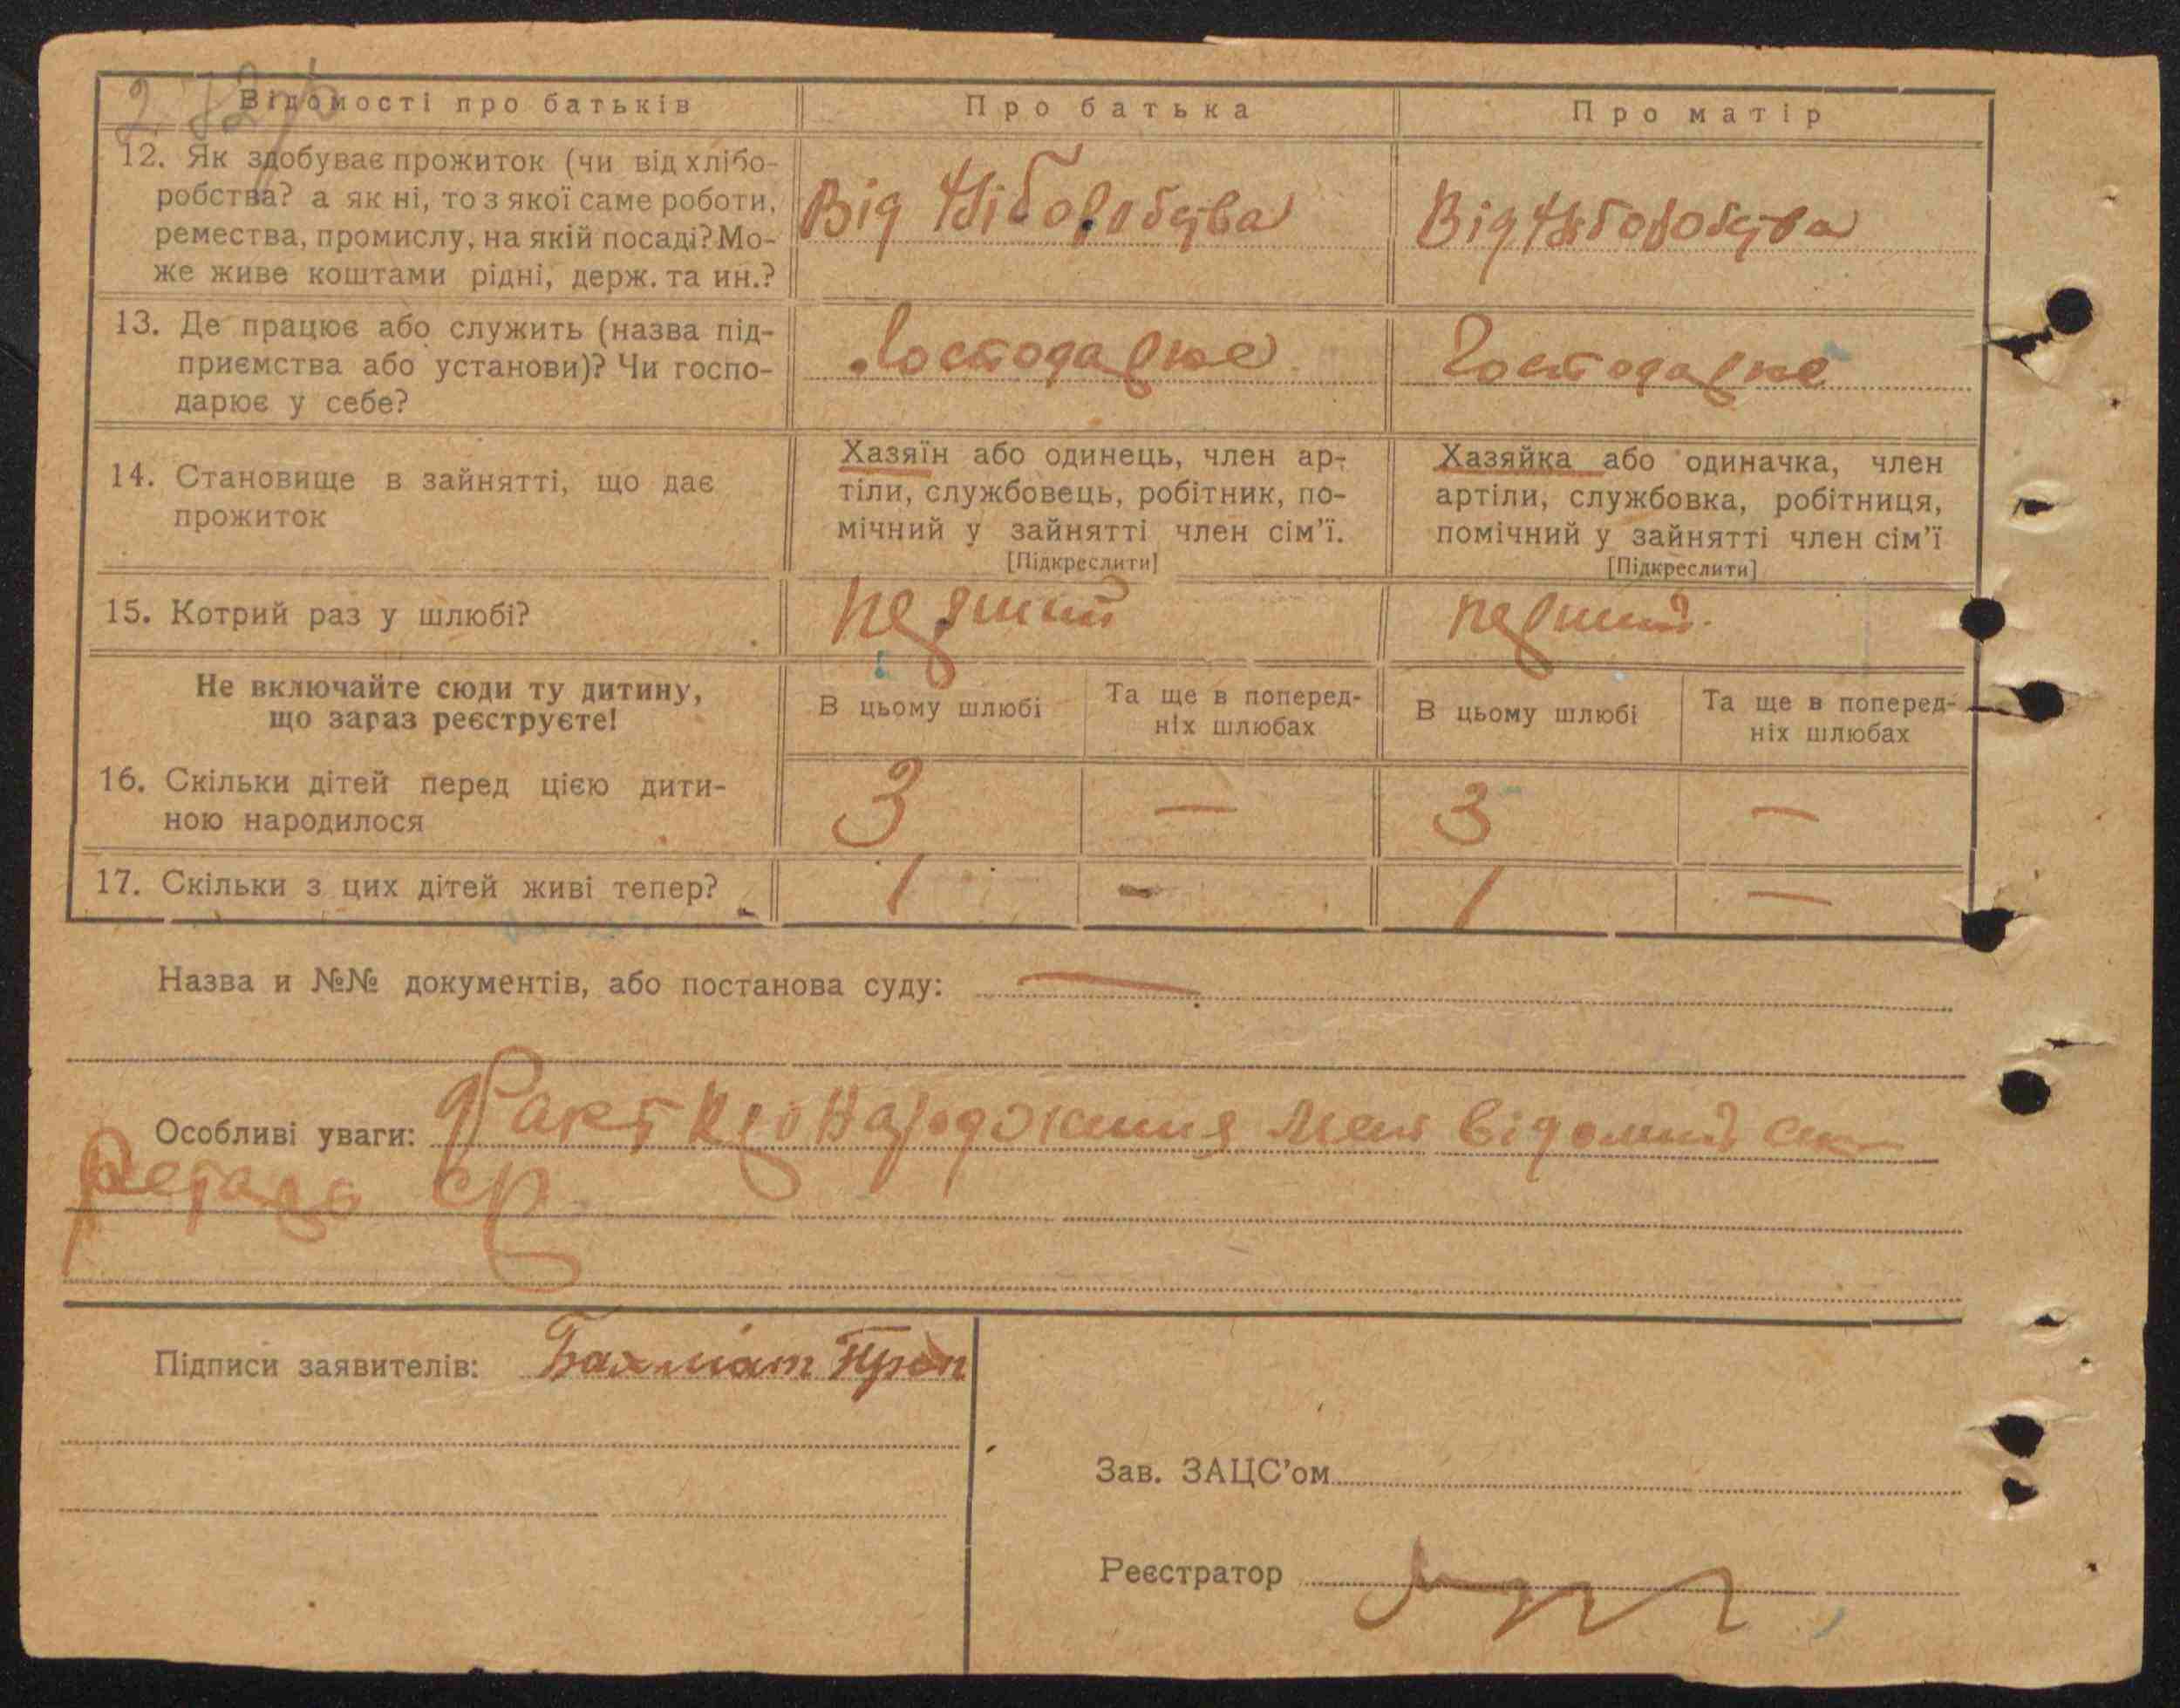 Відомості про батьків
Про батька
Про матір
12. Як здобуває прожиток (чи від хлібо-
робства? а як ні, то з якої саме роботи,
ремества, промислу, на якій посаді? Мо-
же живе коштами рідні, держ. та ин.?
Від хліборобства
Від хліборобства
13. Де працює або служить (назва під-
приємства або установи)? Чи госпо-
дарює у себе?
Господарює
Господарює
14. Становище в зайнятті, що дає
прожиток
Хазяїн або одинець, член ар-
тіли, службовець, робітник, по-
мічний у зайнятті член сім’ї.
[Підкреслити]
Хазяйка або одиначка, член
артіли, службовка, робітниця,
помічний у зайнятті член сім’ї
[Підкреслити]
15. Котрий раз у шлюбі?
перший
перший.
Не включайте сюди ту дитину,
що зараз реєструєте!
В цьому шлюбі
Та ще в поперед-
ніх шлюбах
В цьому шлюбі
Та ще в поперед-
ніх шлюбах
16. Скільки дітей перед цією дити-
ною народилося
3
—
3
—
17. Скільки з цих дітей живі тепер?
1
-
1
—
Назва и №№ документів, або постанова суду: —
Особливі уваги: Факт народження відомий сек-
ретарю
Підписи заявителів: Бахмат
Зав. ЗАЦС’ом
Реєстратор